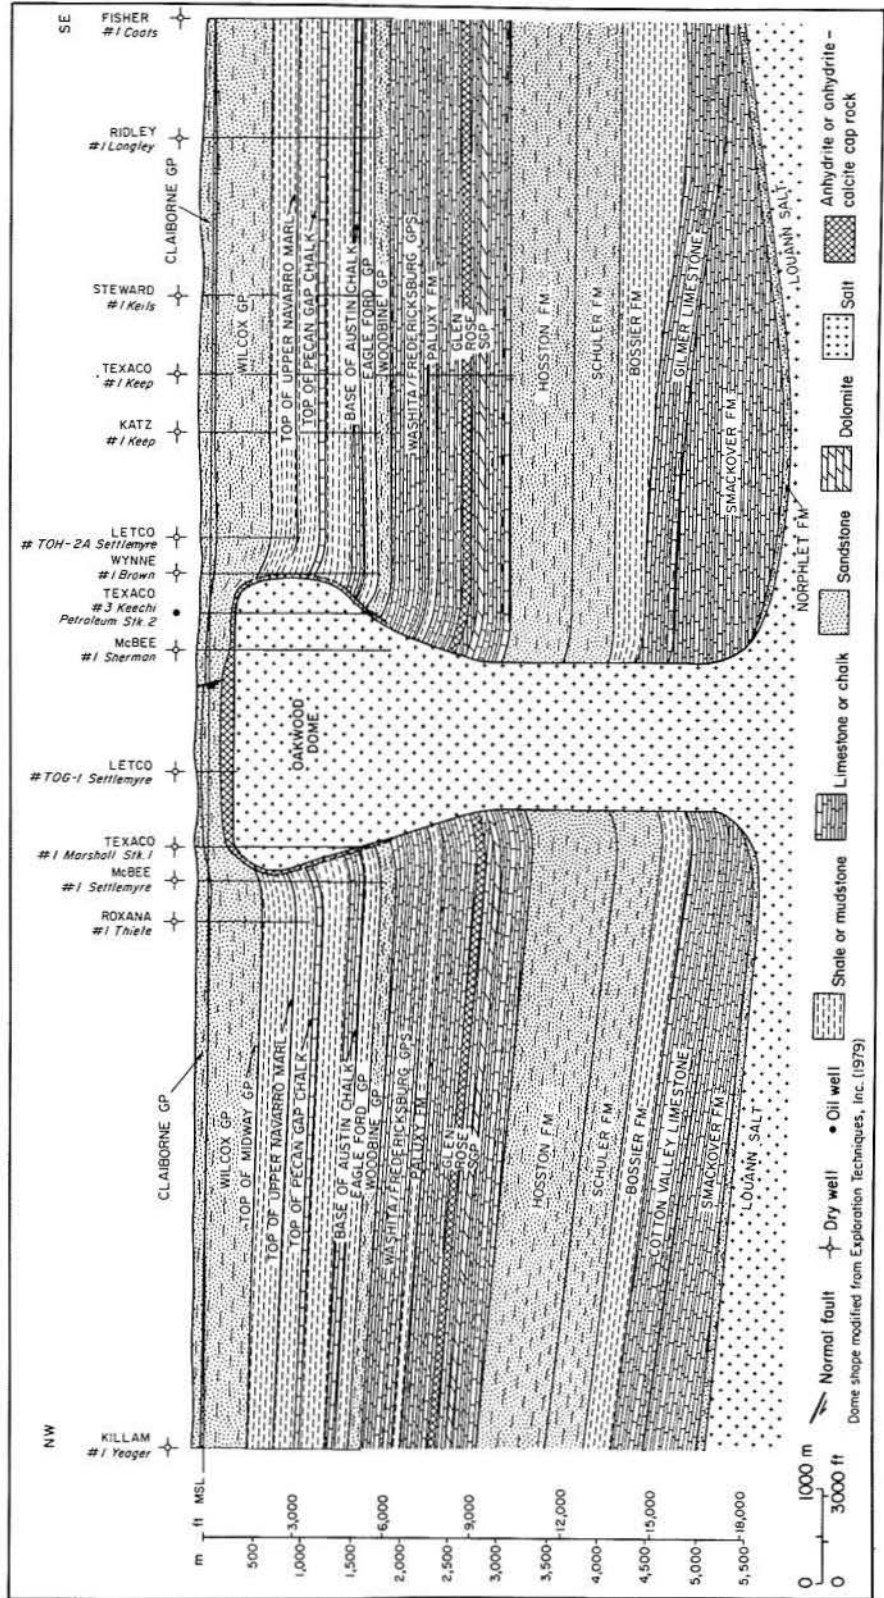 NW
SE
KILLAM
#1 Yeager
ROXANA
#1 Thiele
McBEE
#1 Settlemyre
TEXACO
#1 Marshall Stk.1
LETCO
#TOG-1 Settlemyre
McBEE
#1 Sherman
TEXACO
#3 Keechi
Petroleum Stk.2
WYNNE
#1 Brown
LETCO
# TOH-2A Settlemyre
KATZ
#1 Keep
TEXACO
#1 Keep
STEWARD
#1 Keils
RIDLEY
#1 Longley
FISHER
#1 Coats
m ft MSL
500
1,000
1,500
2,000
2,500
3,000
3,500
4,000
4,500
5,000
5,500
3,000
6,000
9,000
12,000
15,000
18,000
CLAIBORNE GP
WILCOX GP
TOP OF MIDWAY GP
TOP OF UPPER NAVARRO MARL
TOP OF PECAN GAP CHALK
BASE OF AUSTIN CHALK
EAGLE FORD GP
WOODBINE GP
WASHITA/FREDERICKSBURG GPS
PALUXY FM
GLEN
ROSE
SGP
HOSSTON FM
SCHULER FM
BOSSIER FM
COTTON VALLEY LIMESTONE
SMACKOVER FM
LOUANN SALT
OAKWOOD
DOME
CLAIBORNE GP
WILCOX GP
TOP OF UPPER NAVARRO MARL
TOP OF PECAN GAP CHALK
BASE OF AUSTIN CHALK
EAGLE FORD GP
WOODBINE GP
WASHITA/FREDERICKSBURG GPS
PALUXY FM
GLEN
ROSE
SGP
HOSSTON FM
SCHULER FM
BOSSIER FM
GILMER LIMESTONE
SMACKOVER FM
LOUANN SALT
NORPHLET FM
0 1000 m
0 3000 ft
Normal fault
Dry well
Oil well
Shale or mudstone
Limestone or chalk
Sandstone
Dolomite
Salt
Anhydrite or anhydrite-
calcite cap rock
Dome shape modified from Exploration Techniques, Inc. (1979)